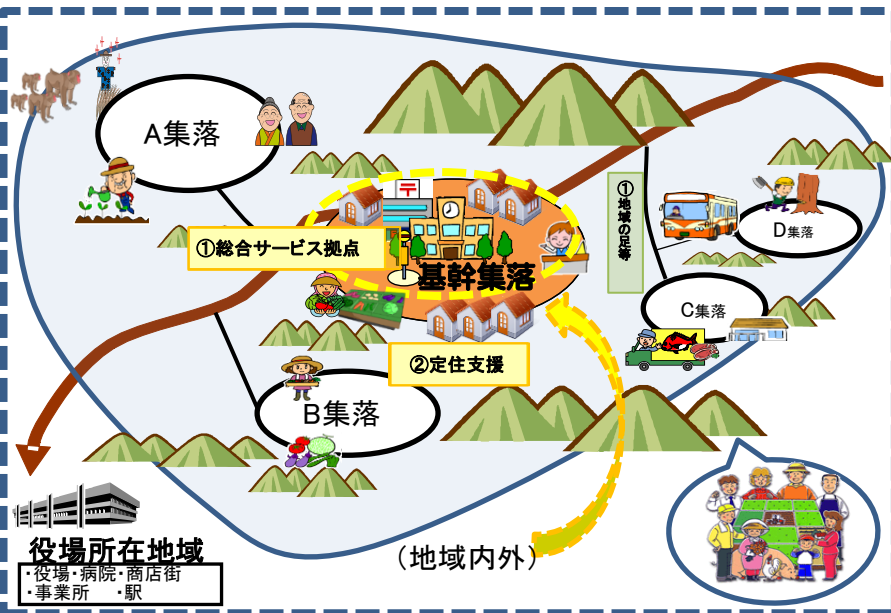 A集落
①総合サービス拠点
〒
基幹集落
①地域の足等
D集落
C集落
②定住支援
B集落
役場所在地域
・役場・病院・商店街
・事業所　・駅
（地域内外）